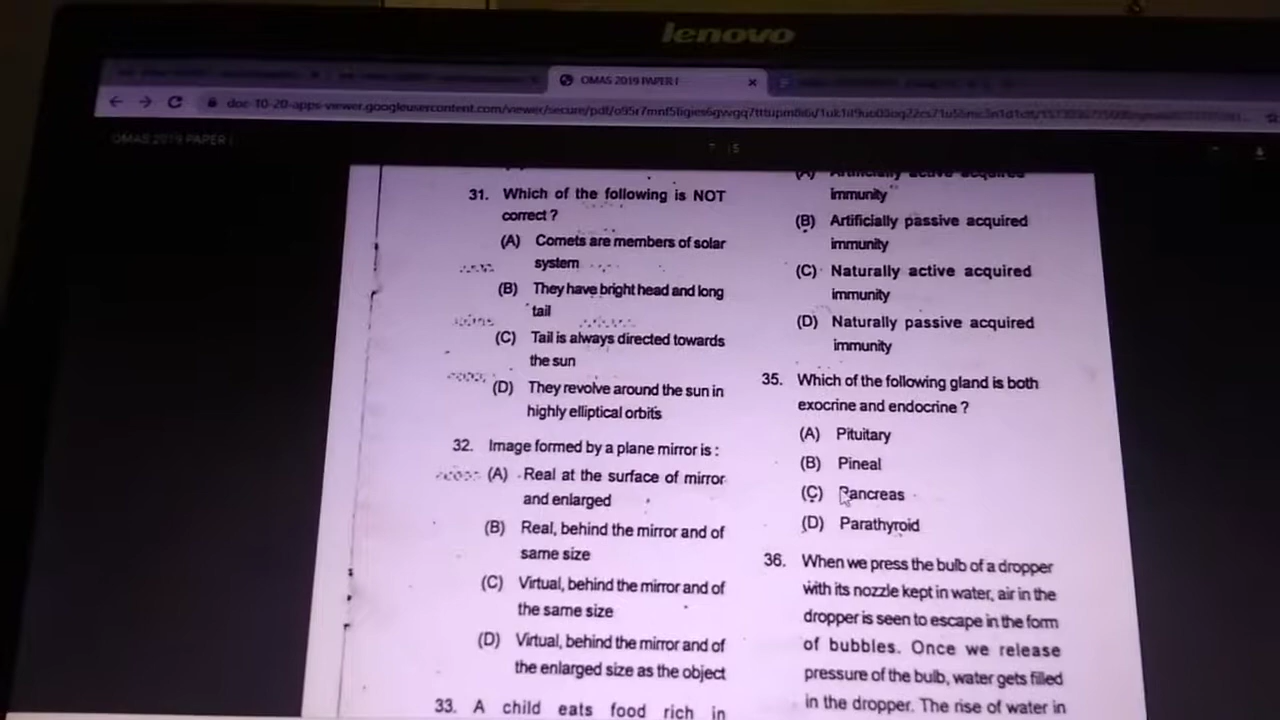 lenovo
OMAS 2019 PAPER I
OMAS 2019 PAPER I
31. Which of the following is NOT
correct ?
(A) Comets are members of solar
system
(B) They have bright head and long
tail
(C) Tail is always directed towards
the sun
(D) They revolve around the sun in
highly elliptical orbits
32. Image formed by a plane mirror is :
(A) Real at the surface of mirror
and enlarged
(B) Real, behind the mirror and of
same size
(C) Virtual, behind the mirror and of
the same size
(D) Virtual, behind the mirror and of
the enlarged size as the object
33. A child eats food rich in
(A) Artificially active acquired
immunity
(B) Artificially passive acquired
immunity
(C) Naturally active acquired
immunity
(D) Naturally passive acquired
immunity
35. Which of the following gland is both
exocrine and endocrine ?
(A) Pituitary
(B) Pineal
(C) Pancreas
(D) Parathyroid
36. When we press the bulb of a dropper
with its nozzle kept in water, air in the
dropper is seen to escape in the form
of bubbles. Once we release
pressure of the bulb, water gets filled
in the dropper. The rise of water in